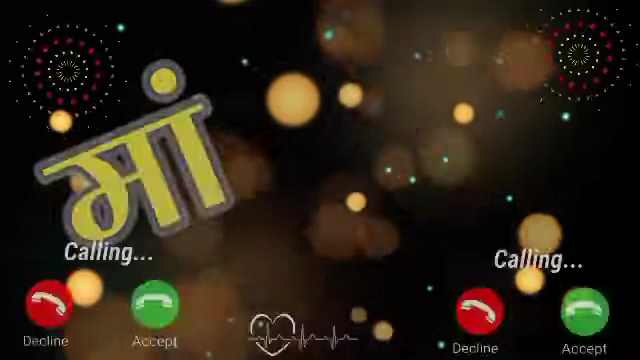 मां
Calling...
Decline
Accept
Calling...
Decline
Accept